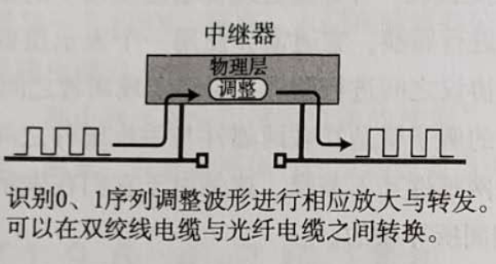 中继器
物理层
调整
识别0、1序列调整波形进行相应放大与转发。
可以在双绞线电缆与光纤电缆之间转换。